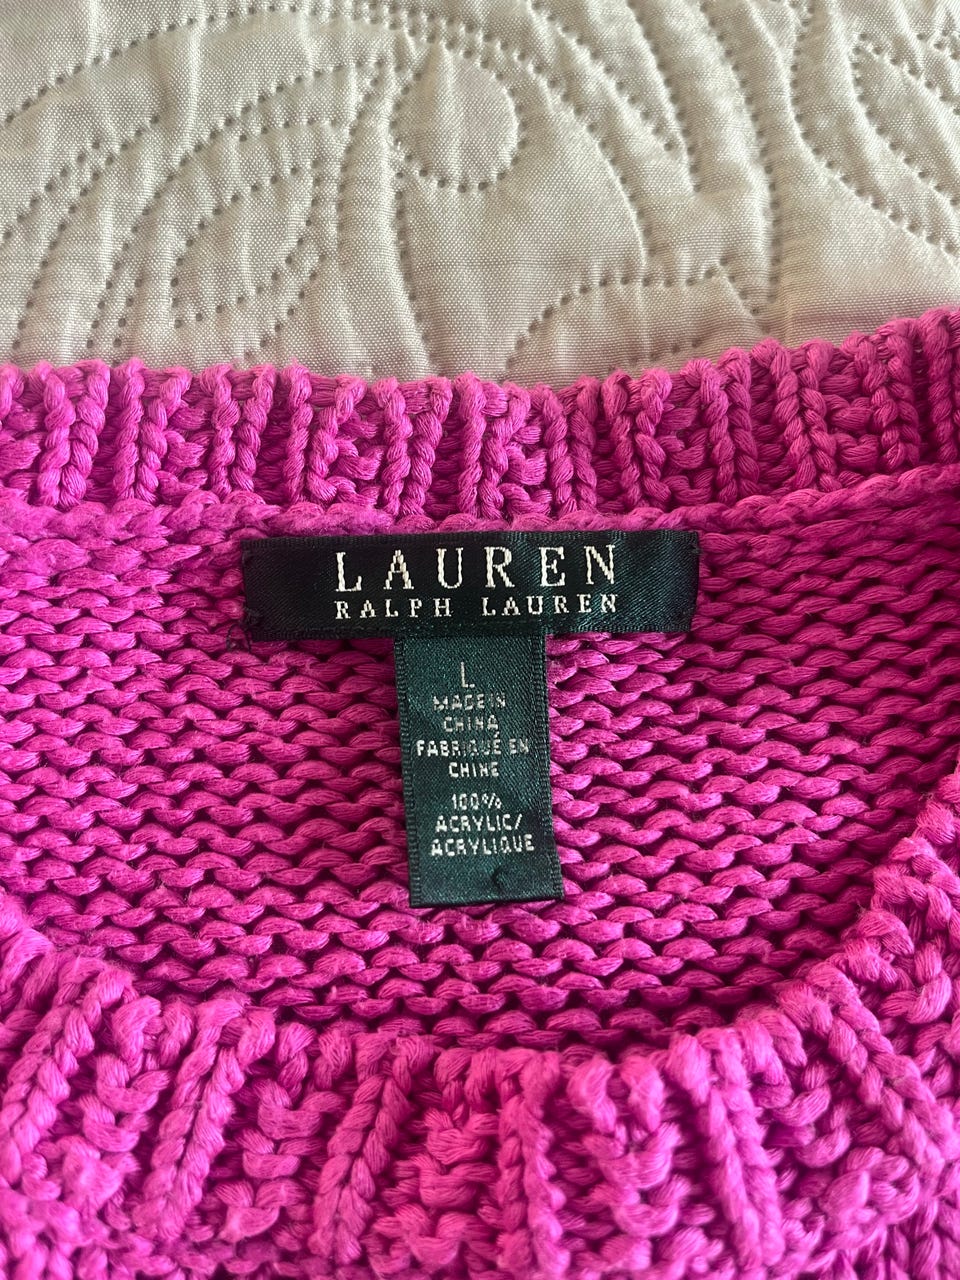 LAUREN
RALPH LAUREN
L
MADE IN
CHINA
FABRIQUÉ EN
CHINE
100%
ACRYLIC/
ACRYLIQUE